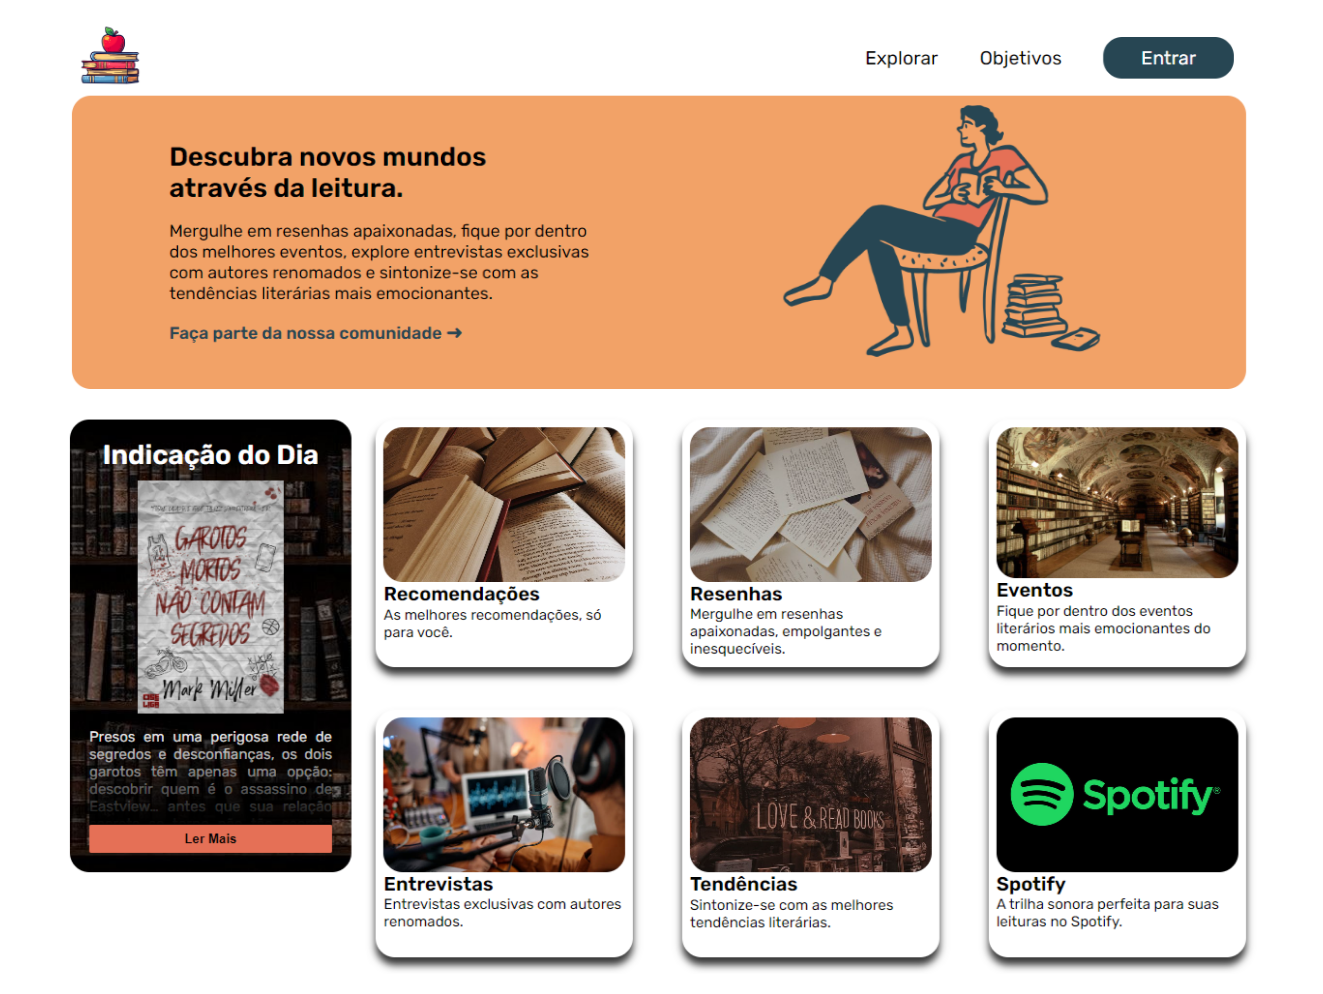 Explorar
Objetivos
Entrar
Descubra novos mundos
através da leitura.
Mergulhe em resenhas apaixonadas, fique por dentro
dos melhores eventos, explore entrevistas exclusivas
com autores renomados e sintonize-se com as
tendências literárias mais emocionantes.
Faça parte da nossa comunidade ➜
Indicação do Dia
GAROTOS
MORTOS
NÃO CONTAM
SEGREDOS
Mark Miller
Presos em uma perigosa rede de
segredos e desconfianças, os dois
garotos têm apenas uma opção:
descobrir quem é o assassino de
Eastview… antes que sua relação
Ler Mais
Recomendações
As melhores recomendações, só
para você.
Resenhas
Mergulhe em resenhas
apaixonadas, empolgantes e
inesquecíveis.
Eventos
Fique por dentro dos eventos
literários mais emocionantes do
momento.
Entrevistas
Entrevistas exclusivas com autores
renomados.
LOVE & READ BOOKS
Tendências
Sintonize-se com as melhores
tendências literárias.
Spotify®
Spotify
A trilha sonora perfeita para suas
leituras no Spotify.